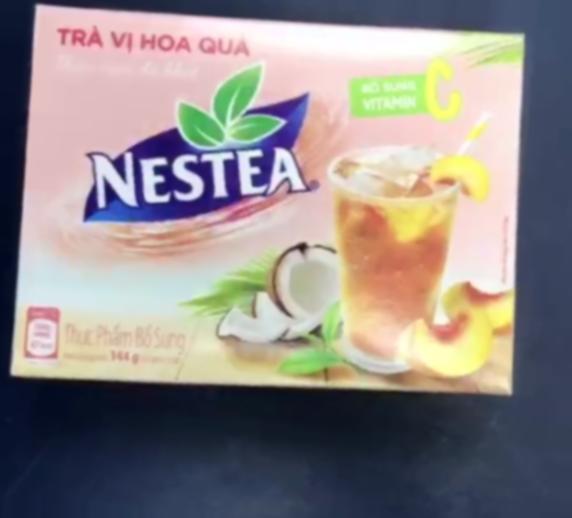 TRÀ VỊ HOA QUẢ
BỔ SUNG
VITAMIN C
NESTEA
Thực Phẩm Bổ Sung
144 g